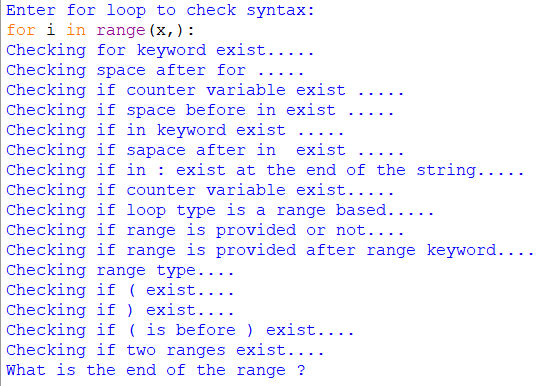 Enter for loop to check syntax:
for i in range(x,):
Checking for keyword exist.....
Checking space after for .....
Checking if counter variable exist .....
Checking if space before in exist .....
Checking if in keyword exist .....
Checking if sapace after in  exist .....
Checking if in : exist at the end of the string.....
Checking if counter variable exist.....
Checking if loop type is a range based.....
Checking if range is provided or not....
Checking if range is provided after range keyword....
Checking range type....
Checking if ( exist....
Checking if ) exist....
Checking if ( is before ) exist....
Checking if two ranges exist....
What is the end of the range ?